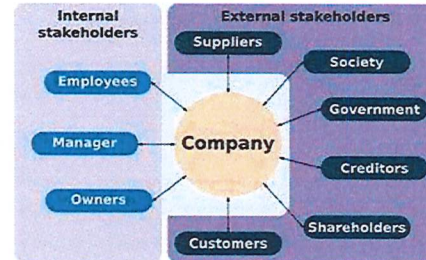 Internal
stakeholders
External stakeholders
Suppliers
Society
Employees
Government
Manager
Company
Creditors
Owners
Shareholders
Customers